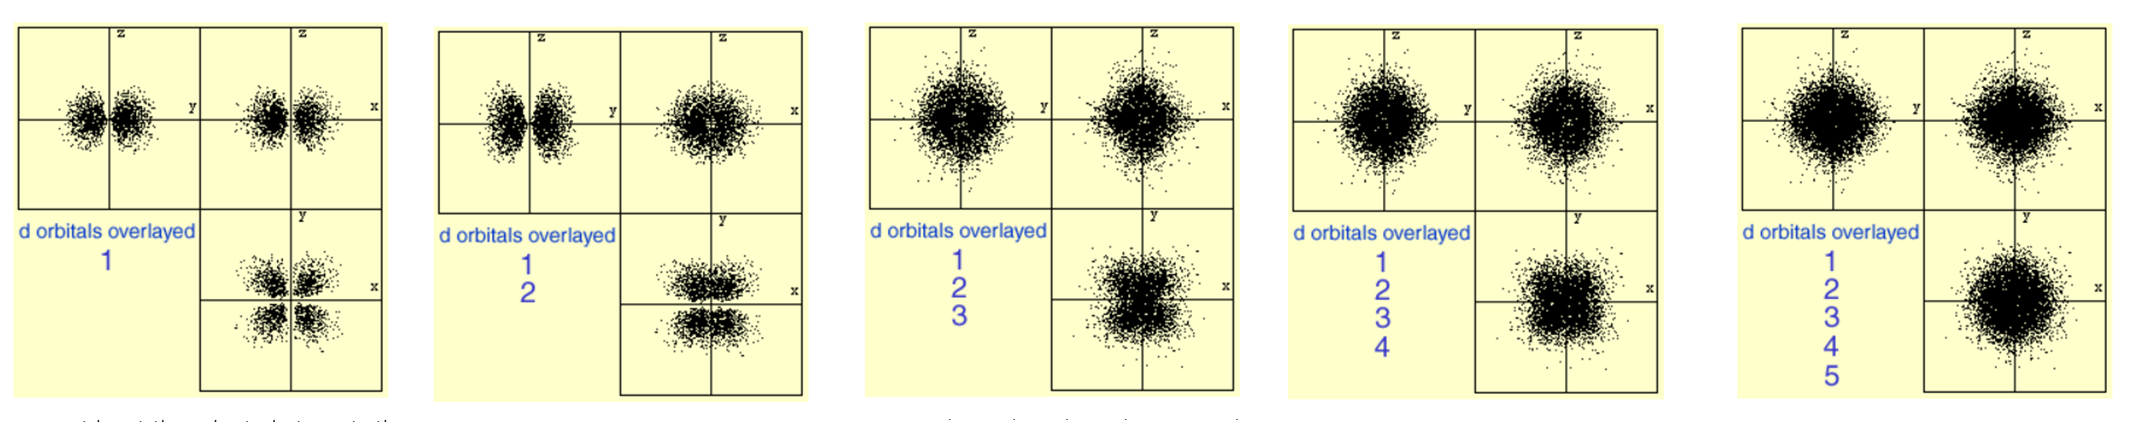 z z
y x
y
d orbitals overlayed
1
x
z z
y x
y
d orbitals overlayed
1
2
x
z z
y x
y
d orbitals overlayed
1
2
3
x
z z
y x
y
d orbitals overlayed
1
2
3
4
x
z z
y x
y
d orbitals overlayed
1
2
3
4
5
x